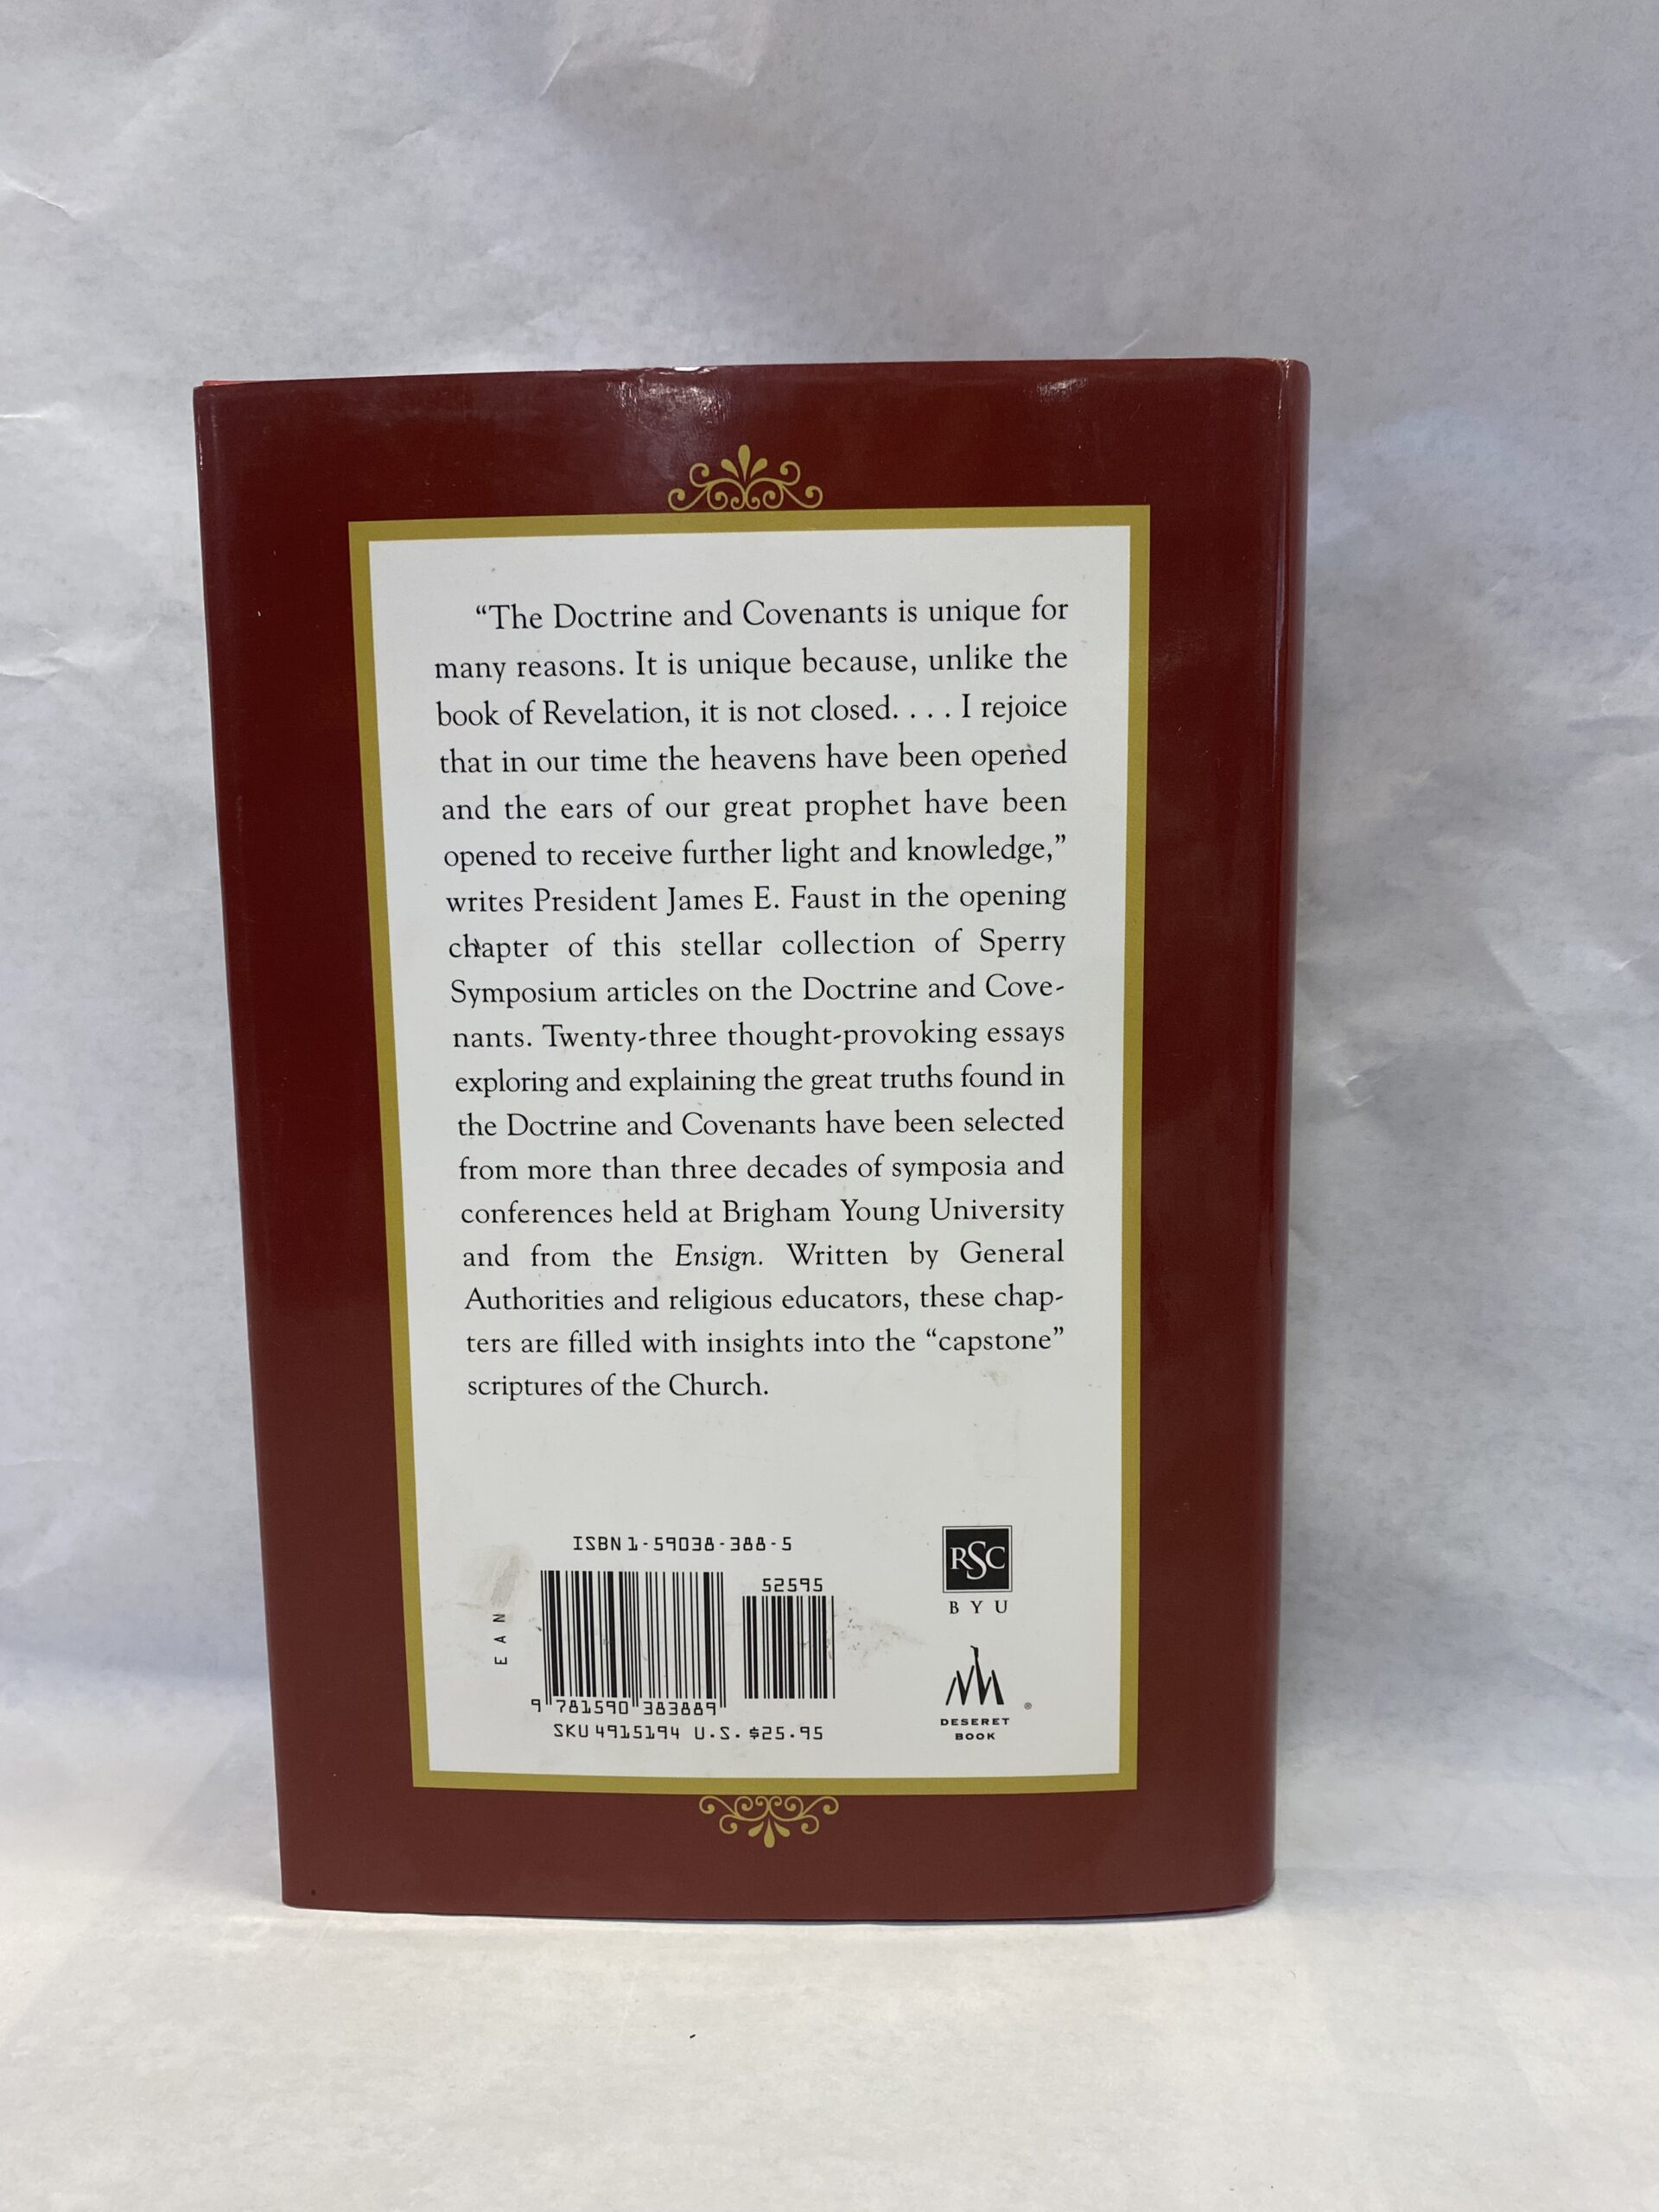 “The Doctrine and Covenants is unique for
many reasons. It is unique because, unlike the
book of Revelation, it is not closed. . . . I rejoice
that in our time the heavens have been opened
and the ears of our great prophet have been
opened to receive further light and knowledge,”
writes President James E. Faust in the opening
chapter of this stellar collection of Sperry
Symposium articles on the Doctrine and Cove-
nants. Twenty-three thought-provoking essays
exploring and explaining the great truths found in
the Doctrine and Covenants have been selected
from more than three decades of symposia and
conferences held at Brigham Young University
and from the Ensign. Written by General
Authorities and religious educators, these chap-
ters are filled with insights into the “capstone”
scriptures of the Church.
ISBN 1-59038-388-5
52595
EAN
9 781590 383889
SKU 4915194 U.S. $25.95
RSC
BYU
DESERET
BOOK
®